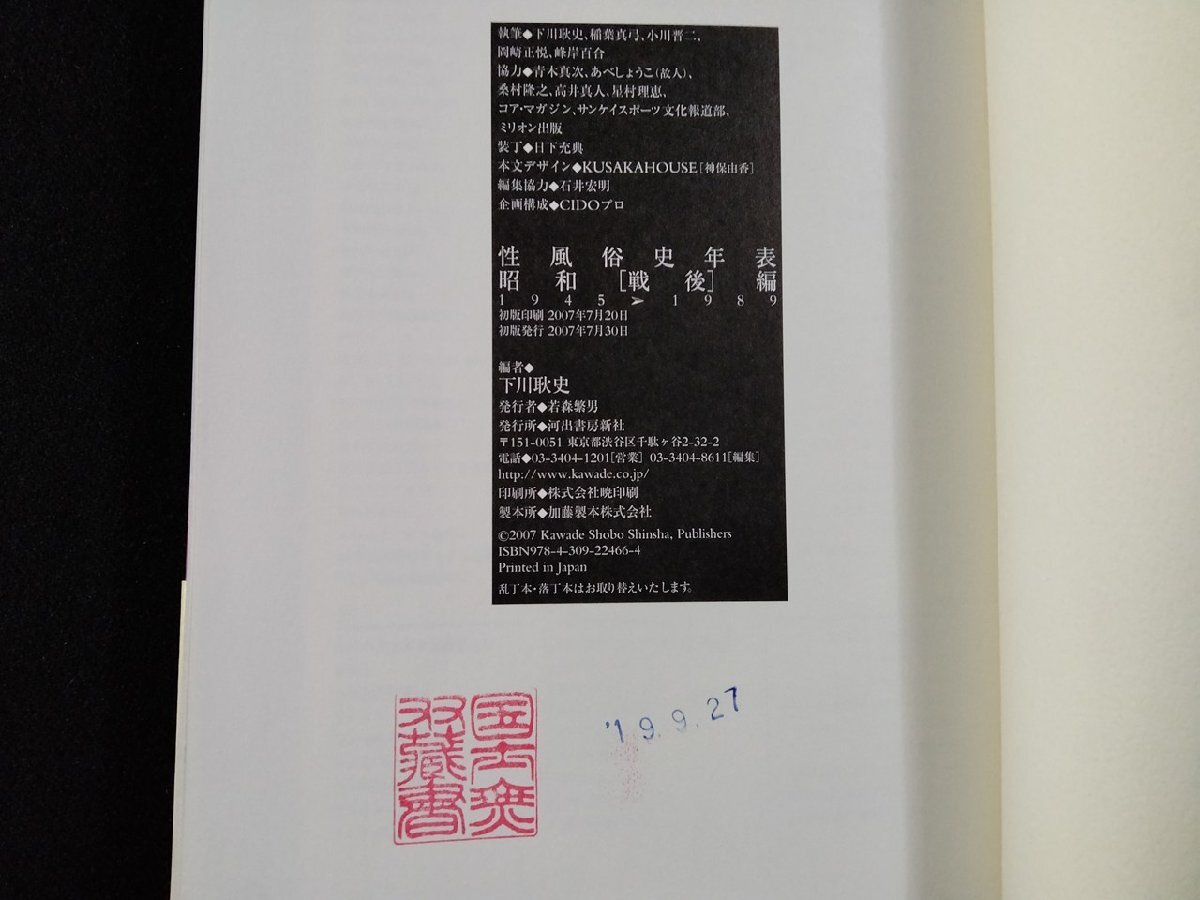 執筆◆下川耿史、稲葉真弓、小川晋二、
岡崎正悦、峰岸百合
協力◆青木真次、あべしょうこ(故人)、
桑村隆之、高井真人、星村理恵、
コア・マガジン、サンケイスポーツ文化報道部、
ミリオン出版
装丁◆日下充典
本文デザイン◆KUSAKAHOUSE[神保由香]
編集協力◆石井宏明
企画構成◆CIDOプロ
性風俗史年表
昭和[戦後]編
1945➤1989
初版印刷 2007年7月20日
初版発行 2007年7月30日
編者◆
下川耿史
発行者◆若森繁男
発行所◆河出書房新社
〒151-0051 東京都渋谷区千駄ヶ谷2-32-2
電話◆03-3404-1201[営業] 03-3404-8611[編集]
http://www.kawade.co.jp/
印刷所◆株式会社暁印刷
製本所◆加藤製本株式会社
©2007 Kawade Shobo Shinsha, Publishers
ISBN978-4-309-22466-4
Printed in Japan
乱丁本・落丁本はお取り替えいたします。
双蔵書
'19.9.27